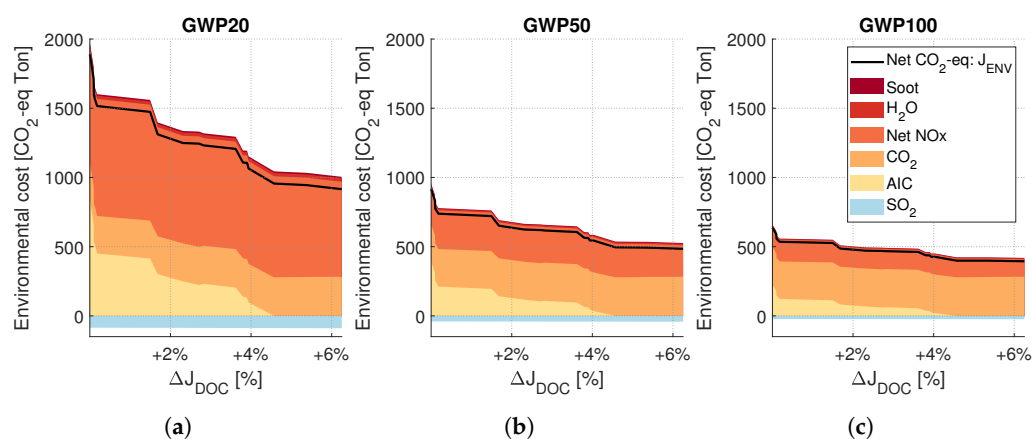 GWP20
Environmental cost [CO2-eq Ton]
2000
1500
1000
500
0
+2%
+4%
+6%
ΔJDOC [%]
(a)
GWP50
Environmental cost [CO2-eq Ton]
2000
1500
1000
500
0
+2%
+4%
+6%
ΔJDOC [%]
(b)
GWP100
Environmental cost [CO2-eq Ton]
2000
1500
1000
500
0
+2%
+4%
+6%
ΔJDOC [%]
(c)
Net CO2-eq: JENV
Soot
H2O
Net NOx
CO2
AIC
SO2